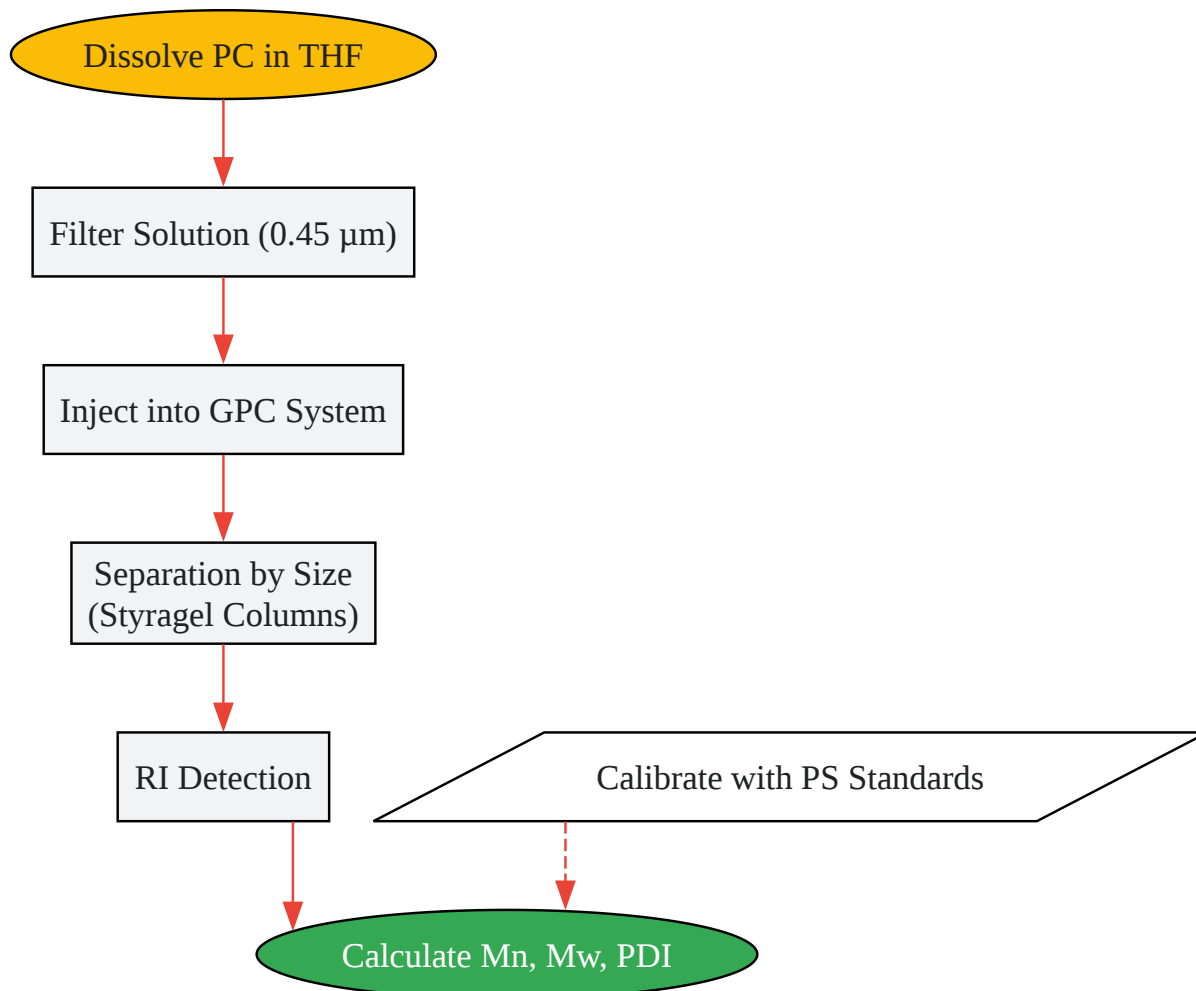 Dissolve PC in THF
Filter Solution (0.45 µm)
Inject into GPC System
Separation by Size
(Styragel Columns)
RI Detection
Calibrate with PS Standards
Calculate Mn, Mw, PDI